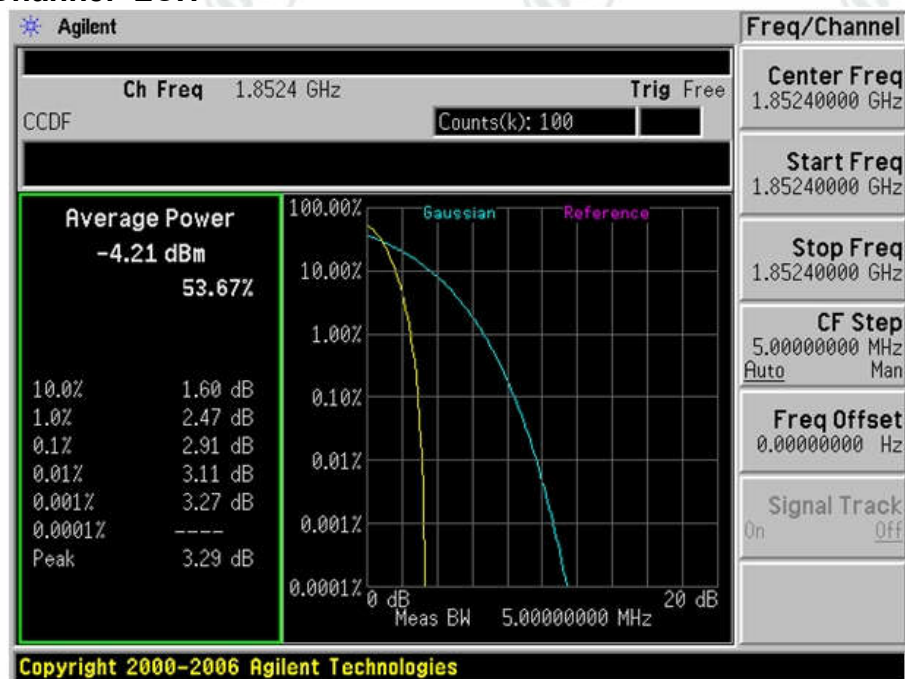 Agilent
Freq/Channel
Ch Freq 1.8524 GHz Trig Free
CCDF Counts(k): 100
Center Freq
1.85240000 GHz
Start Freq
1.85240000 GHz
Stop Freq
1.85240000 GHz
CF Step
5.00000000 MHz
Auto Man
Freq Offset
0.00000000 Hz
Signal Track
On Off
Average Power
-4.21 dBm
53.67%
10.0% 1.60 dB
1.0% 2.47 dB
0.1% 2.91 dB
0.01% 3.11 dB
0.001% 3.27 dB
0.0001% ----
Peak 3.29 dB
Gaussian Reference
100.00%
10.00%
1.00%
0.10%
0.01%
0.001%
0.0001%
0 dB 20 dB
Meas BW 5.00000000 MHz
Copyright 2000-2006 Agilent Technologies